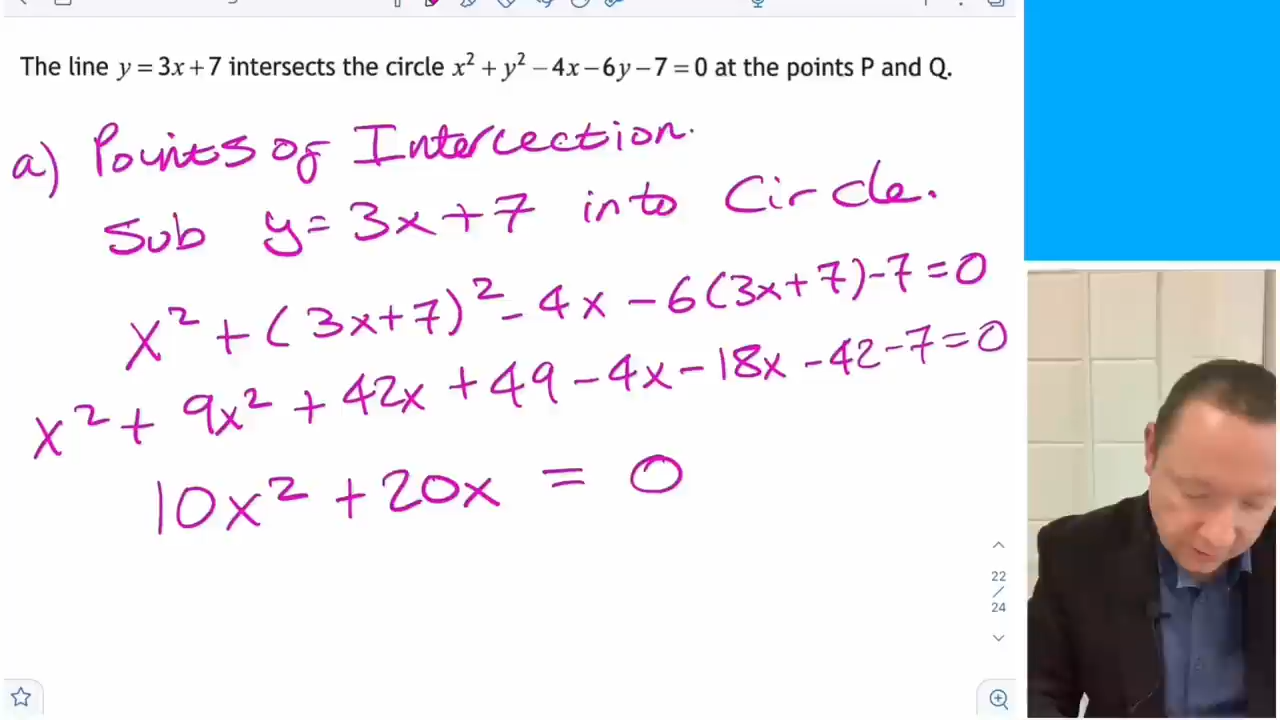 The line y = 3x + 7 intersects the circle x² + y² − 4x − 6y − 7 = 0 at the points P and Q.
a) Points of Intercection.
Sub y = 3x + 7 into Circle.
x² + (3x+7)² − 4x − 6(3x+7) − 7 = 0
x² + 9x² + 42x + 49 − 4x − 18x − 42 − 7 = 0
10x² + 20x = 0
22
/
24